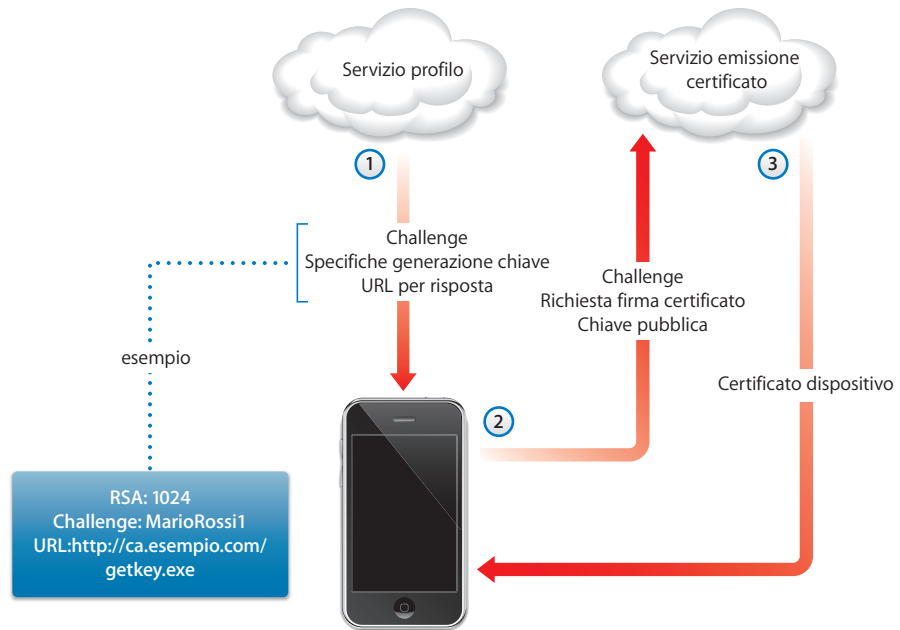 Servizio profilo
Servizio emissione
certificato
1
3
Challenge
Specifiche generazione chiave
URL per risposta
Challenge
Richiesta firma certificato
Chiave pubblica
esempio
Certificato dispositivo
2
RSA: 1024
Challenge: MarioRossi1
URL:http://ca.esempio.com/
getkey.exe